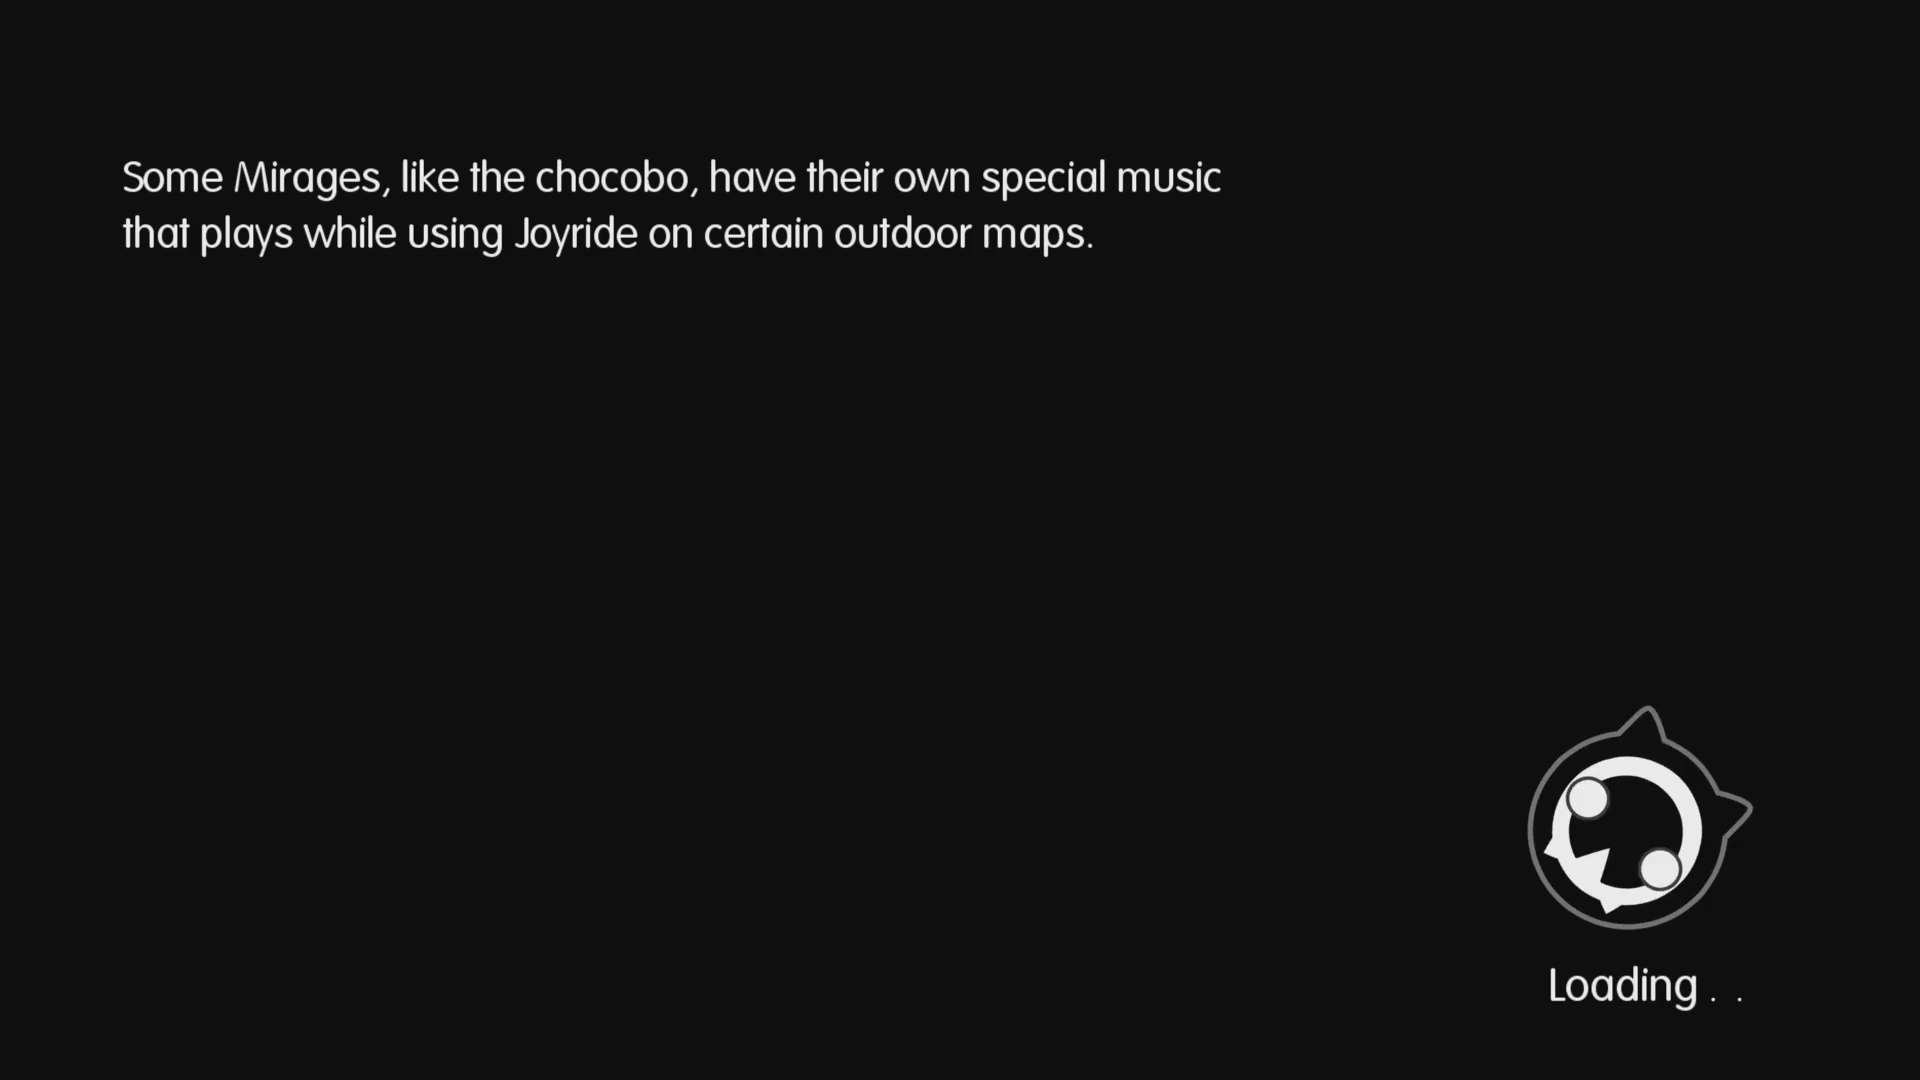 Some Mirages, like the chocobo, have their own special music
that plays while using Joyride on certain outdoor maps.
Loading . .